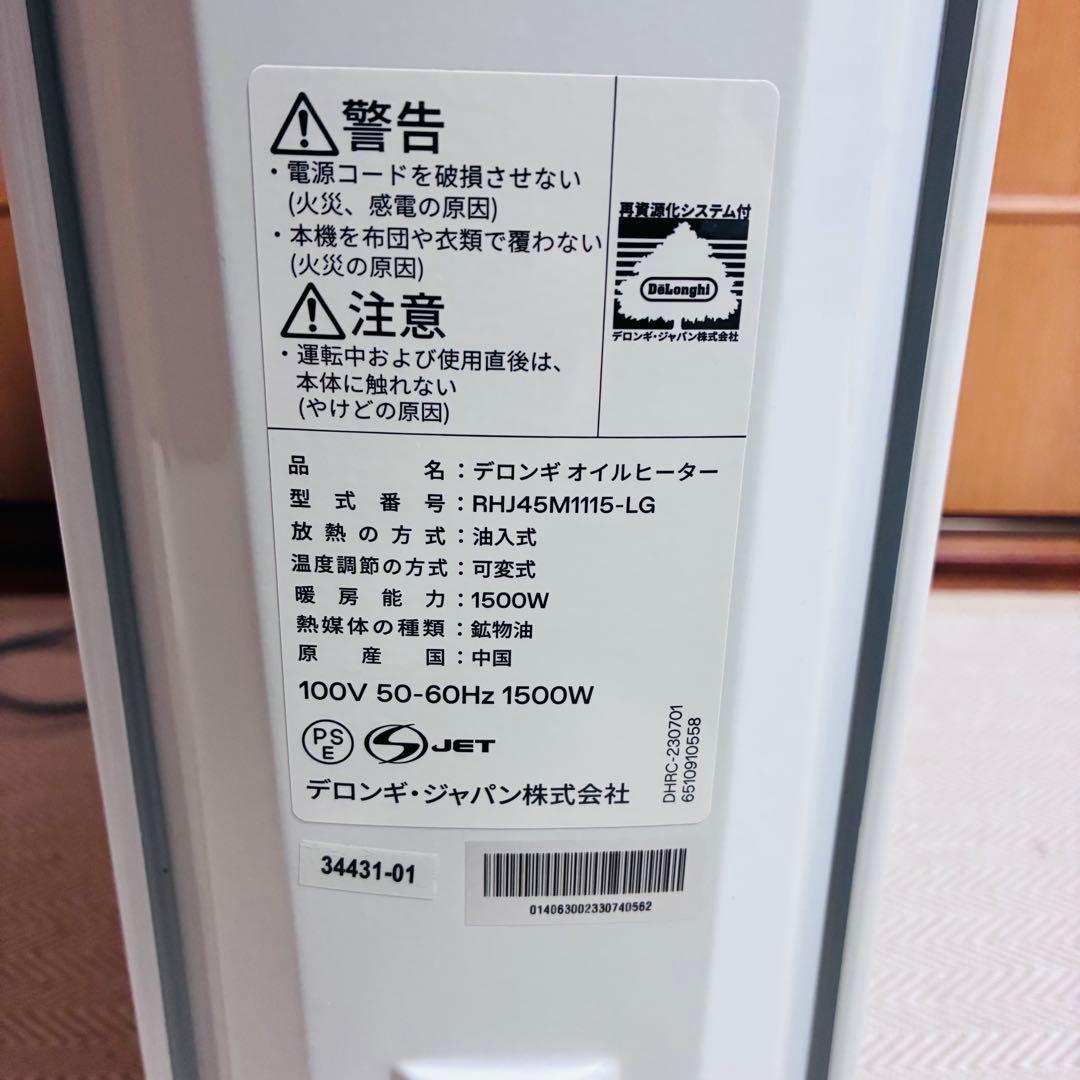 警告
・電源コードを破損させない
(火災、感電の原因)
・本機を布団や衣類で覆わない
(火災の原因)
注意
・運転中および使用直後は、
本体に触れない
(やけどの原因)
再資源化システム付
DeLonghi
デロンギ・ジャパン株式会社
品名：デロンギ オイルヒーター
型式番号：RHJ45M1115-LG
放熱の方式：油入式
温度調節の方式：可変式
暖房能力：1500W
熱媒体の種類：鉱物油
原産国：中国
100V 50-60Hz 1500W
PS
E
JET
デロンギ・ジャパン株式会社
DHRC-230701
6510910558
34431-01
014063002330740562